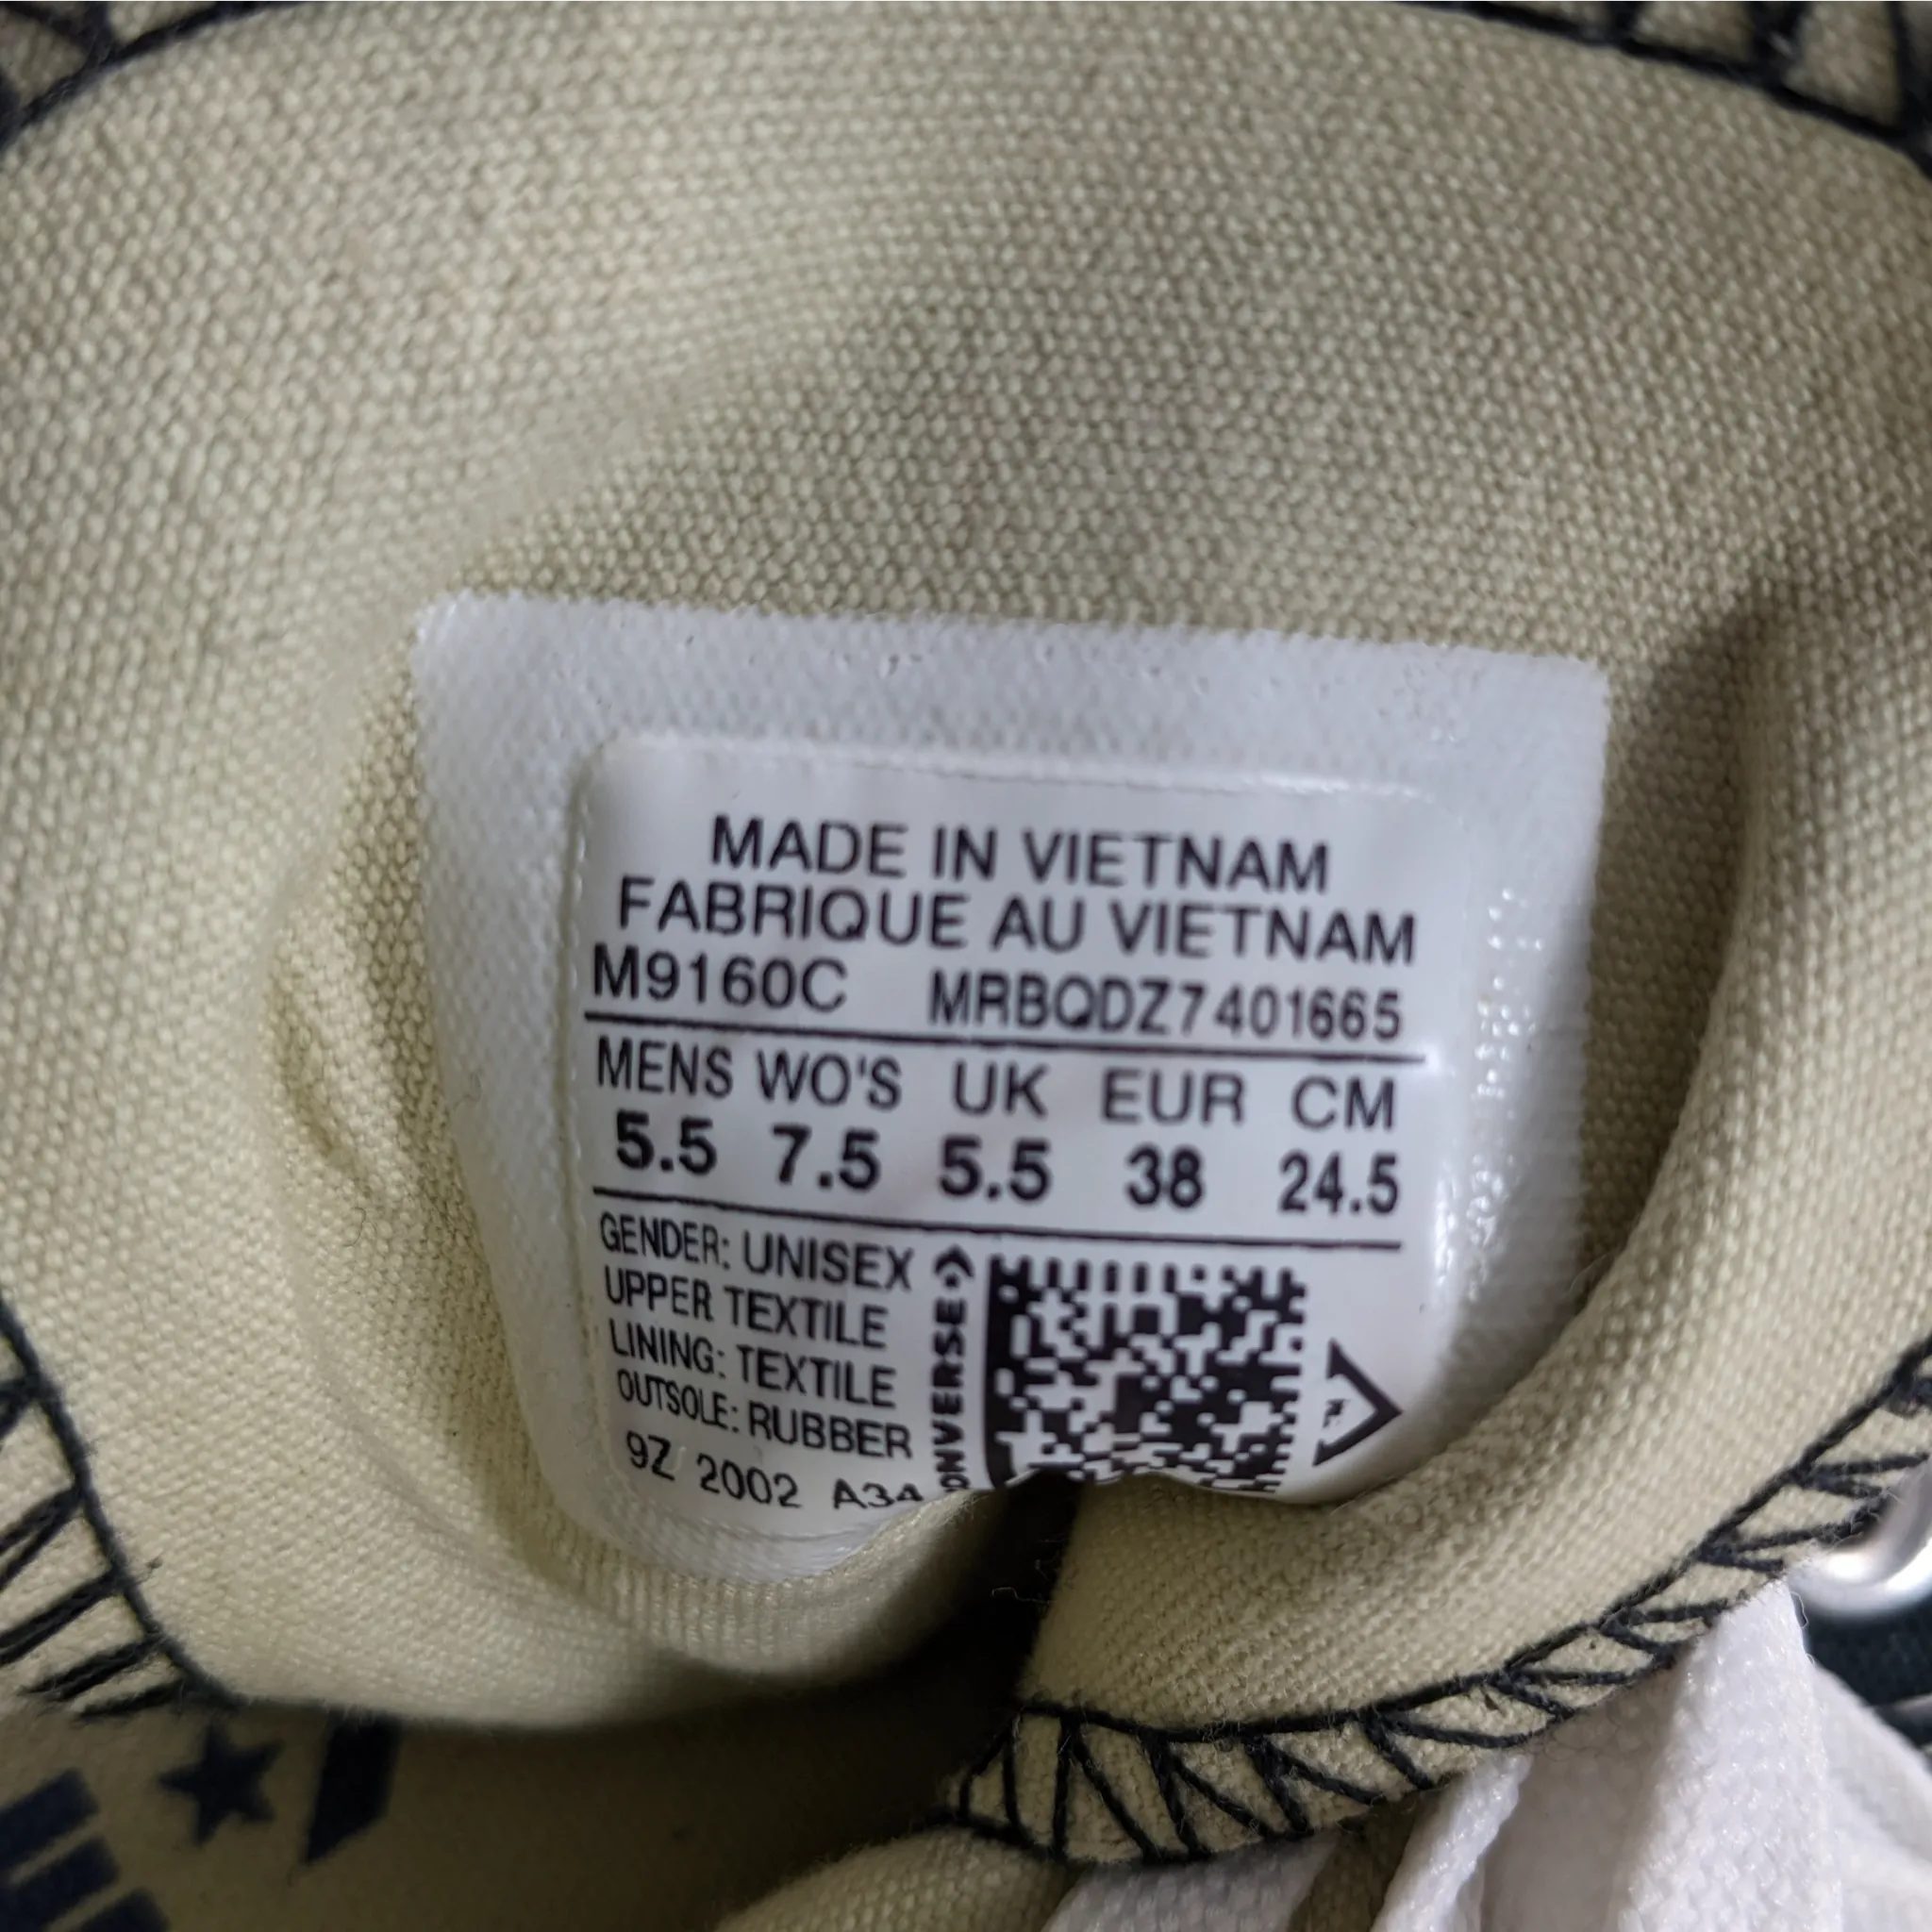 MADE IN VIETNAM
FABRIQUE AU VIETNAM
M9160C MRBQDZ7401665
MENS WO'S UK EUR CM
5.5 7.5 5.5 38 24.5
GENDER: UNISEX
UPPER TEXTILE
LINING: TEXTILE
OUTSOLE: RUBBER
9Z 2002 A34
CONVERSE